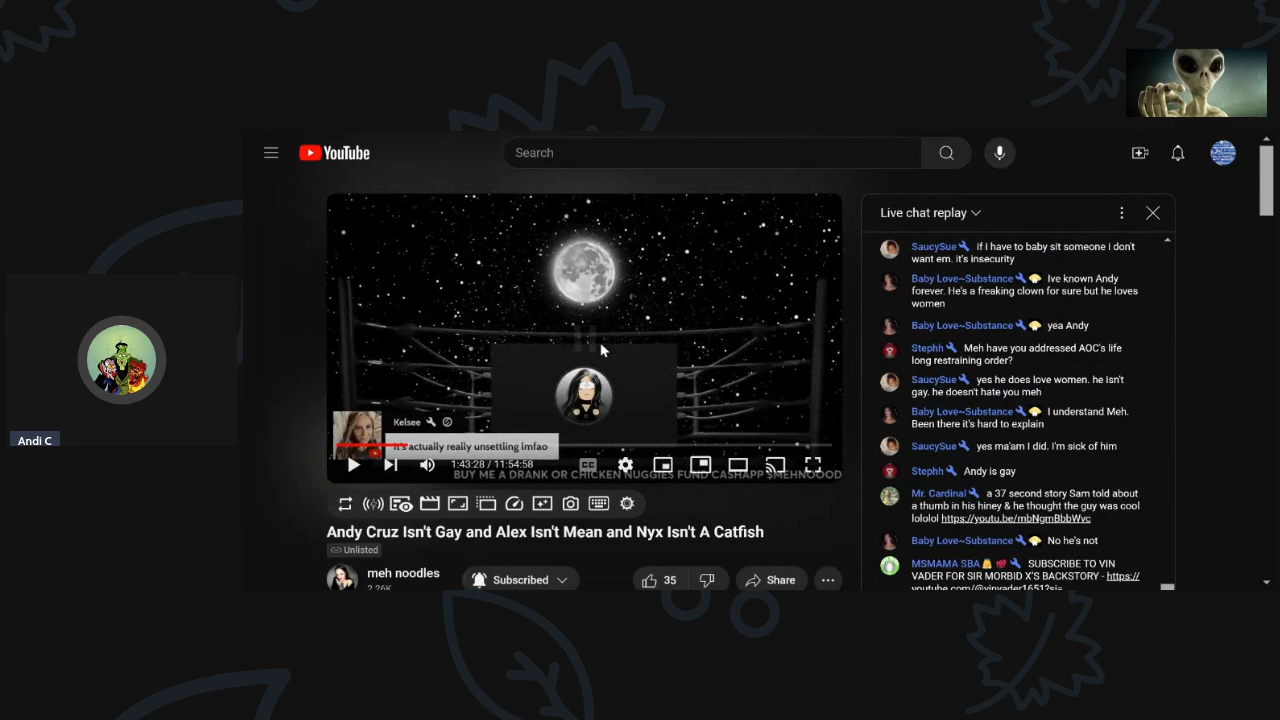 YouTube
Search
Live chat replay
SaucySue if i have to baby sit someone i don't
want em. it's insecurity
Baby Love~Substance Ive known Andy
forever. He's a freaking clown for sure but he loves
women
Baby Love~Substance yea Andy
Stephh Meh have you addressed AOC's life
long restraining order?
SaucySue yes he does love women. he isn't
gay. he doesn't hate you meh
Baby Love~Substance I understand Meh.
Been there it's hard to explain
SaucySue yes ma'am I did. I'm sick of him
Stephh Andy is gay
Mr. Cardinal a 37 second story Sam told about
a thumb in his hiney & he thought the guy was cool
lololol https://youtu.be/mbNgmBbbWvc
Baby Love~Substance No he's not
MSMAMA SBA SUBSCRIBE TO VIN
VADER FOR SIR MORBID X'S BACKSTORY - https://
youtube.com/@vinvader1651?si=
Kelsee
it's actually really unsettling lmfao
1:43:28 / 11:54:58
BUY ME A DRANK OR CHICKEN NUGGIES FUND CASHAPP $MEHNOOOD
Andy Cruz Isn't Gay and Alex Isn't Mean and Nyx Isn't A Catfish
Unlisted
meh noodles
2.26K
Subscribed
35
Share
Andi C